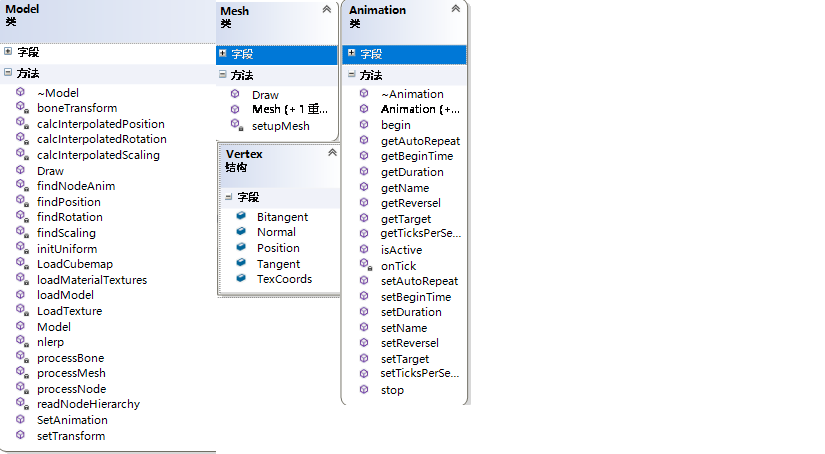 Model
类
字段
方法
~Model
boneTransform
calcInterpolatedPosition
calcInterpolatedRotation
calcInterpolatedScaling
Draw
findNodeAnim
findPosition
findRotation
findScaling
initUniform
LoadCubemap
loadMaterialTextures
loadModel
LoadTexture
Model
nlerp
processBone
processMesh
processNode
readNodeHierarchy
SetAnimation
setTransform
Mesh
类
字段
方法
Draw
Mesh (+ 1 重...
setupMesh
Vertex
结构
字段
Bitangent
Normal
Position
Tangent
TexCoords
Animation
类
字段
方法
~Animation
Animation (+...
begin
getAutoRepeat
getBeginTime
getDuration
getName
getReversel
getTarget
getTicksPerSe...
isActive
onTick
setAutoRepeat
setBeginTime
setDuration
setName
setReversel
setTarget
setTicksPerSe...
stop